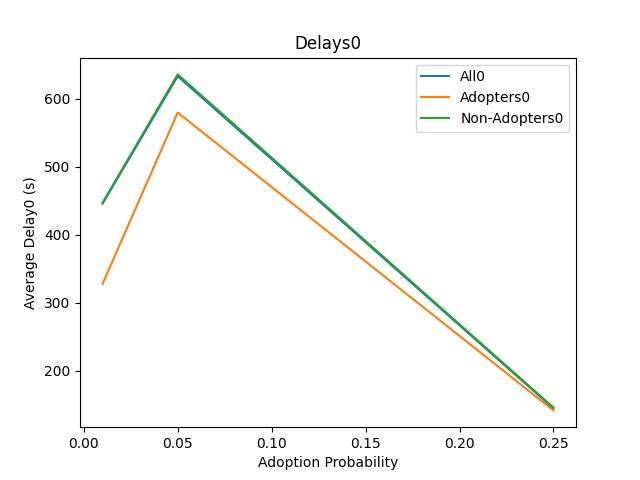 Delays0
All0
Adopters0
Non-Adopters0
Average Delay0 (s)
600
500
400
300
200
0.00 0.05 0.10 0.15 0.20 0.25
Adoption Probability